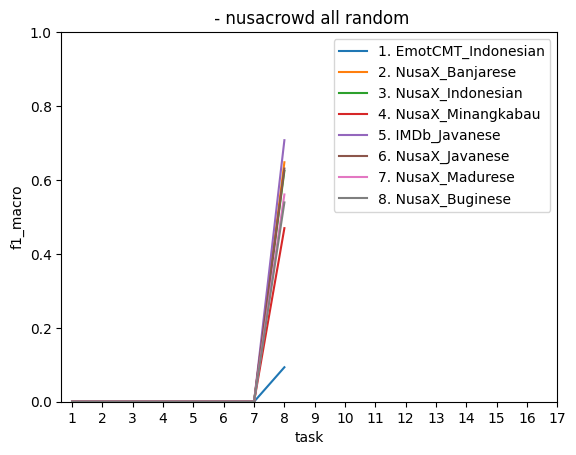 - nusacrowd all random
1.0
0.8
0.6
0.4
0.2
0.0
f1_macro
1. EmotCMT_Indonesian
2. NusaX_Banjarese
3. NusaX_Indonesian
4. NusaX_Minangkabau
5. IMDb_Javanese
6. NusaX_Javanese
7. NusaX_Madurese
8. NusaX_Buginese
1 2 3 4 5 6 7 8 9 10 11 12 13 14 15 16 17
task